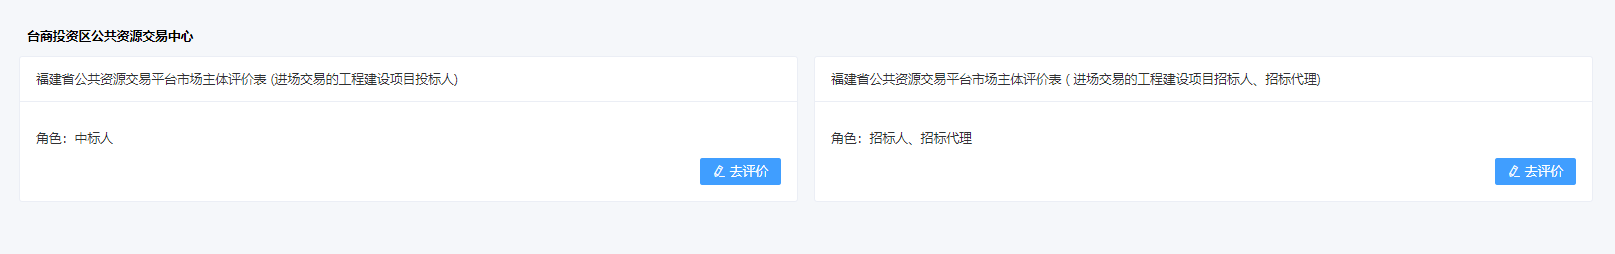 台商投资区公共资源交易中心
福建省公共资源交易平台市场主体评价表 (进场交易的工程建设项目投标人)
角色：中标人
去评价
福建省公共资源交易平台市场主体评价表 ( 进场交易的工程建设项目招标人、招标代理)
角色：招标人、招标代理
去评价